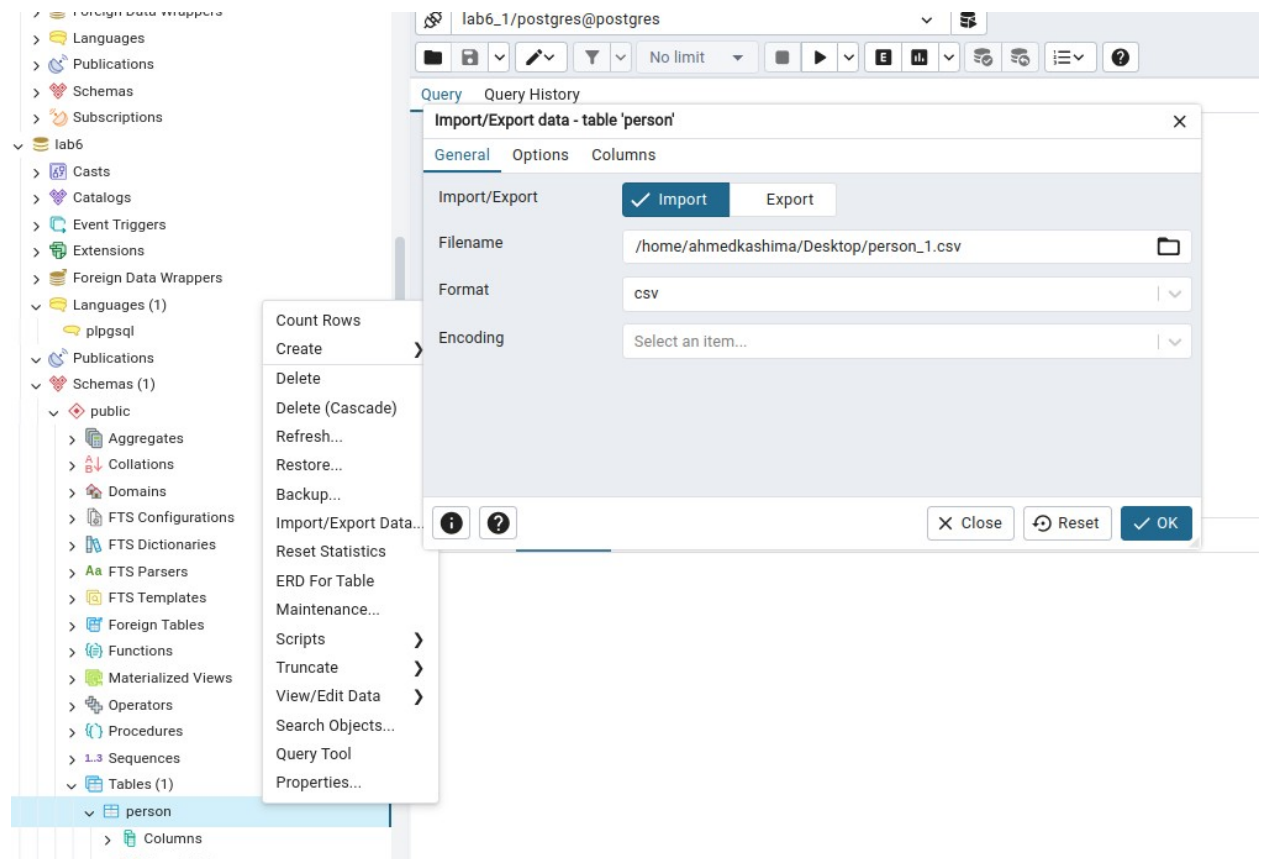 Foreign Data Wrappers
Languages
Publications
Schemas
Subscriptions
lab6
Casts
Catalogs
Event Triggers
Extensions
Foreign Data Wrappers
Languages (1)
plpgsql
Publications
Schemas (1)
public
Aggregates
Collations
Domains
FTS Configurations
FTS Dictionaries
Aa FTS Parsers
FTS Templates
Foreign Tables
Functions
Materialized Views
Operators
Procedures
1..3 Sequences
Tables (1)
person
Columns
Count Rows
Create
Delete
Delete (Cascade)
Refresh...
Restore...
Backup...
Import/Export Data...
Reset Statistics
ERD For Table
Maintenance...
Scripts
Truncate
View/Edit Data
Search Objects...
Query Tool
Properties...
lab6_1/postgres@postgres
No limit E
Query Query History
Import/Export data - table 'person'
General Options Columns
Import/Export Import Export
Filename /home/ahmedkashima/Desktop/person_1.csv
Format csv
Encoding Select an item...
Close Reset OK